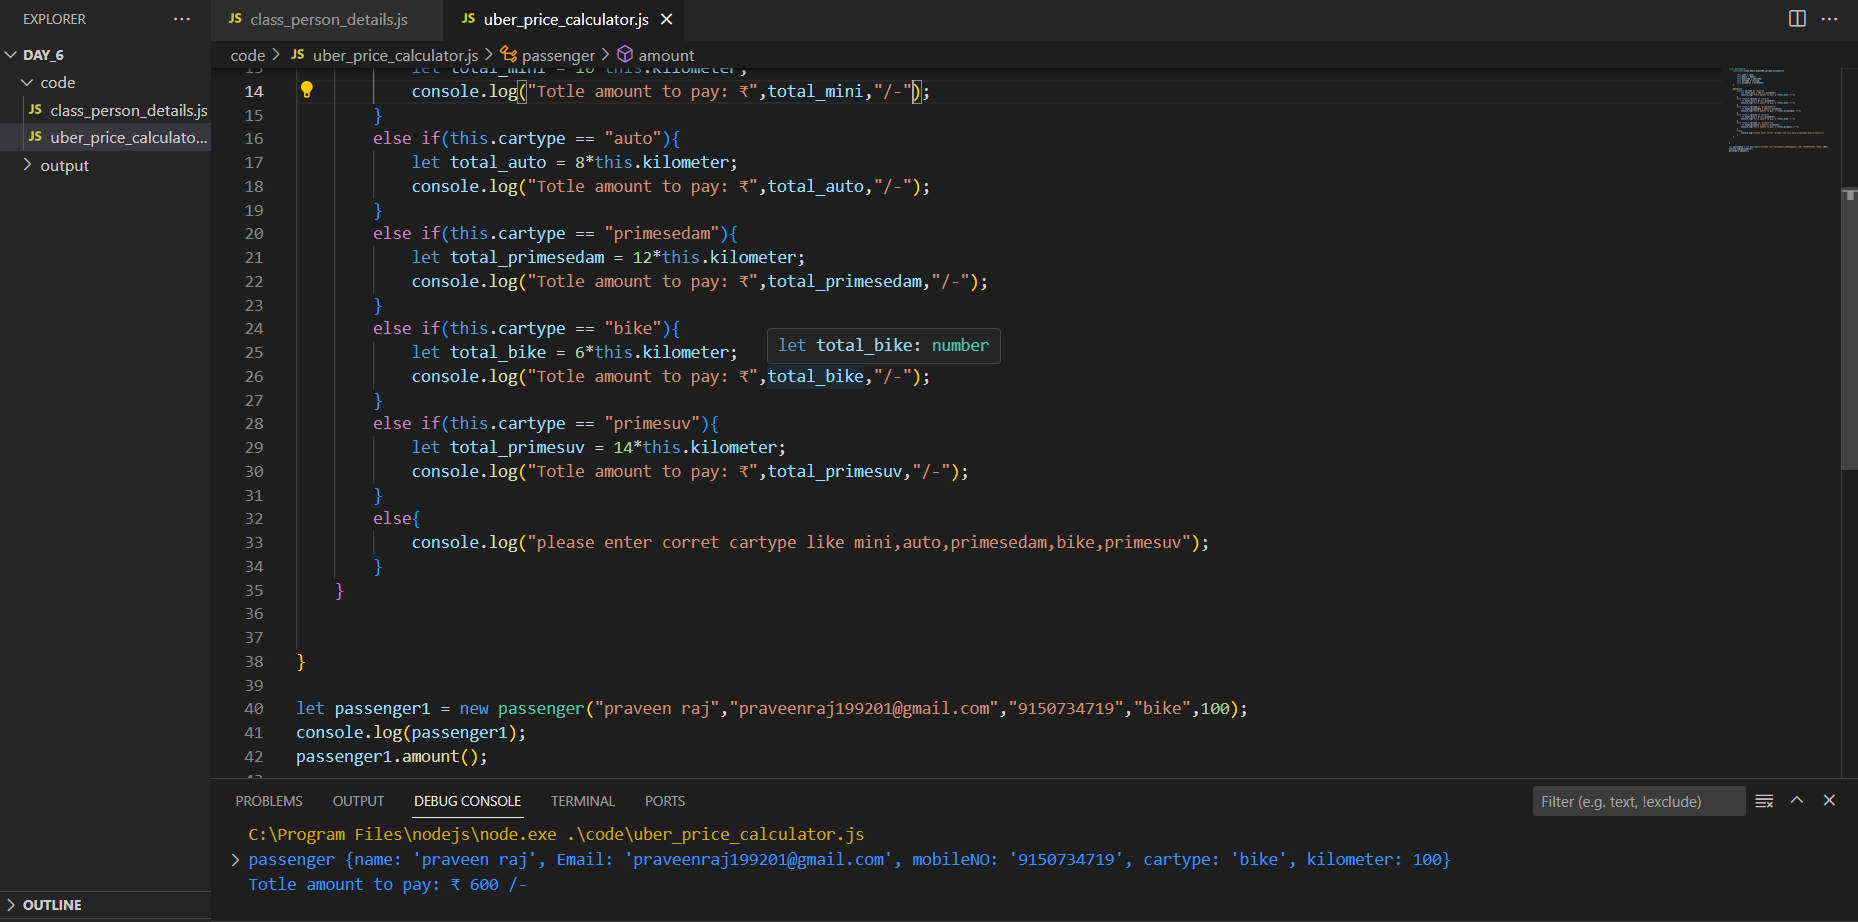 EXPLORER
DAY_6
code
JS class_person_details.js
JS uber_price_calculato...
output
OUTLINE
JS class_person_details.js
JS uber_price_calculator.js
code > JS uber_price_calculator.js > passenger > amount
13 let total_mini = 10*this.kilometer;
14 console.log("Totle amount to pay: ₹",total_mini,"/-");
15 }
16 else if(this.cartype == "auto"){
17 let total_auto = 8*this.kilometer;
18 console.log("Totle amount to pay: ₹",total_auto,"/-");
19 }
20 else if(this.cartype == "primesedam"){
21 let total_primesedam = 12*this.kilometer;
22 console.log("Totle amount to pay: ₹",total_primesedam,"/-");
23 }
24 else if(this.cartype == "bike"){
let total_bike: number
25 let total_bike = 6*this.kilometer;
26 console.log("Totle amount to pay: ₹",total_bike,"/-");
27 }
28 else if(this.cartype == "primesuv"){
29 let total_primesuv = 14*this.kilometer;
30 console.log("Totle amount to pay: ₹",total_primesuv,"/-");
31 }
32 else{
33 console.log("please enter corret cartype like mini,auto,primesedam,bike,primesuv");
34 }
35 }
36
37
38 }
39
40 let passenger1 = new passenger("praveen raj","praveenraj199201@gmail.com","9150734719","bike",100);
41 console.log(passenger1);
42 passenger1.amount();
PROBLEMS OUTPUT DEBUG CONSOLE TERMINAL PORTS
Filter (e.g. text, !exclude)
C:\Program Files\nodejs\node.exe .\code\uber_price_calculator.js
passenger {name: 'praveen raj', Email: 'praveenraj199201@gmail.com', mobileNO: '9150734719', cartype: 'bike', kilometer: 100}
Totle amount to pay: ₹ 600 /-